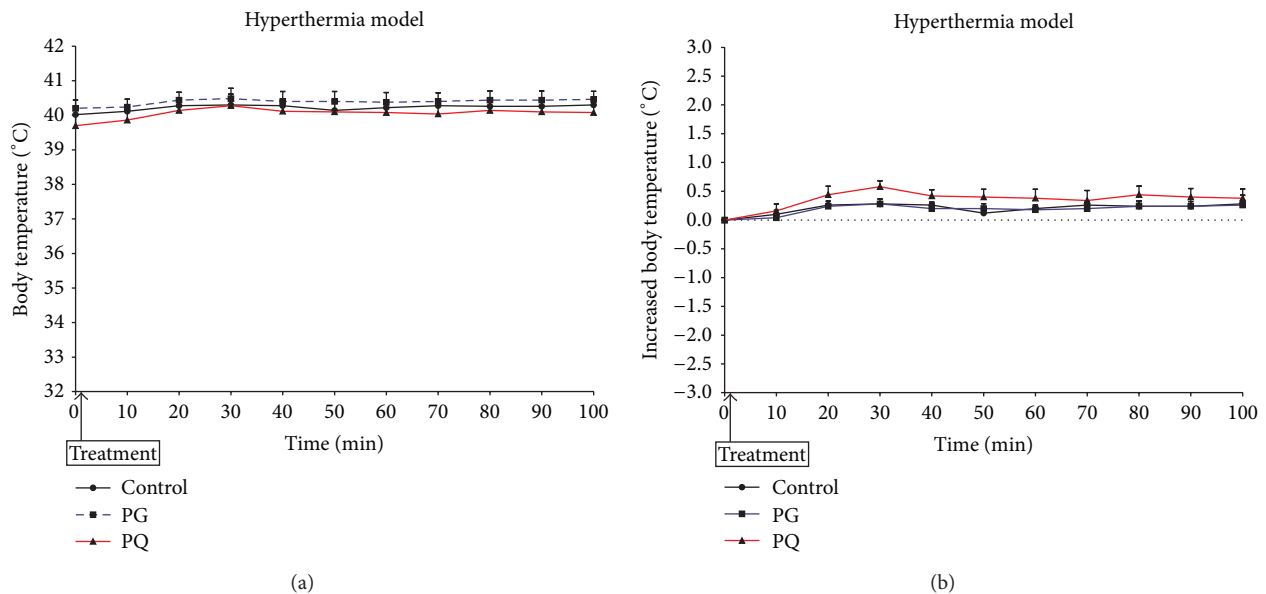 Hyperthermia model
42
41
40
39
38
37
36
35
34
33
32
Body temperature (°C)
0 10 20 30 40 50 60 70 80 90 100
Time (min)
Treatment
Control
PG
PQ
(a)
Hyperthermia model
3.0
2.5
2.0
1.5
1.0
0.5
0.0
−0.5
−1.0
−1.5
−2.0
−2.5
−3.0
Increased body temperature (°C)
0 10 20 30 40 50 60 70 80 90 100
Time (min)
Treatment
Control
PG
PQ
(b)